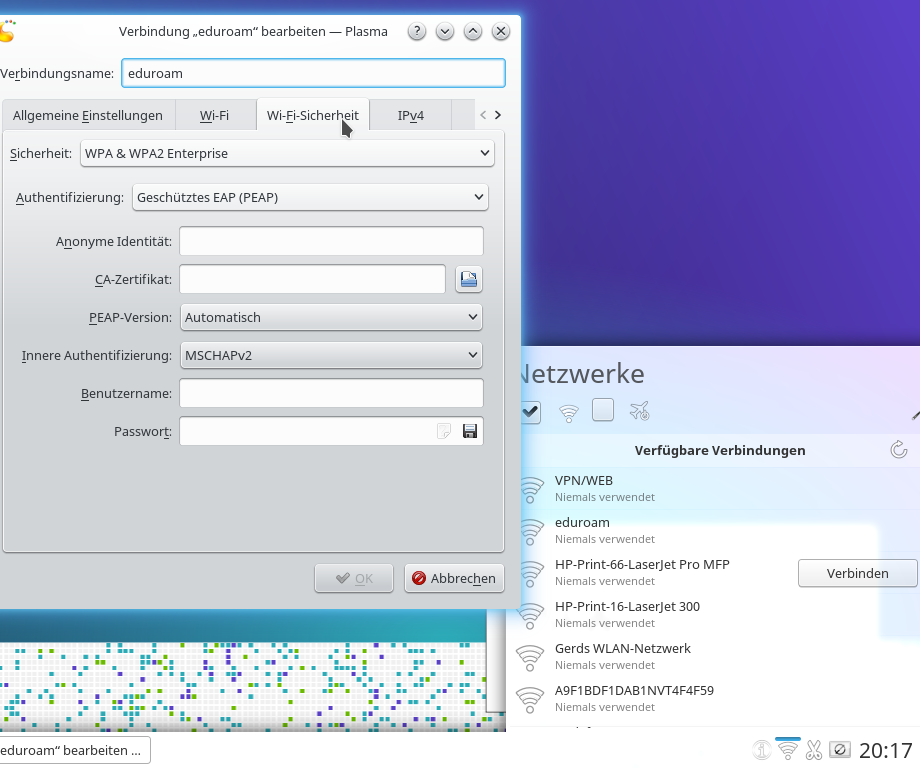 Verbindung „eduroam“ bearbeiten — Plasma
Verbindungsname: eduroam
Allgemeine Einstellungen Wi-Fi Wi-Fi-Sicherheit IPv4
Sicherheit: WPA & WPA2 Enterprise
Authentifizierung: Geschütztes EAP (PEAP)
Anonyme Identität:
CA-Zertifikat:
PEAP-Version: Automatisch
Innere Authentifizierung: MSCHAPv2
Benutzername:
Passwort:
OK Abbrechen
Netzwerke
Verfügbare Verbindungen
VPN/WEB
Niemals verwendet
eduroam
Niemals verwendet
HP-Print-66-LaserJet Pro MFP
Niemals verwendet
Verbinden
HP-Print-16-LaserJet 300
Niemals verwendet
Gerds WLAN-Netzwerk
Niemals verwendet
A9F1BDF1DAB1NVT4F4F59
Niemals verwendet
eduroam“ bearbeiten ...
20:17